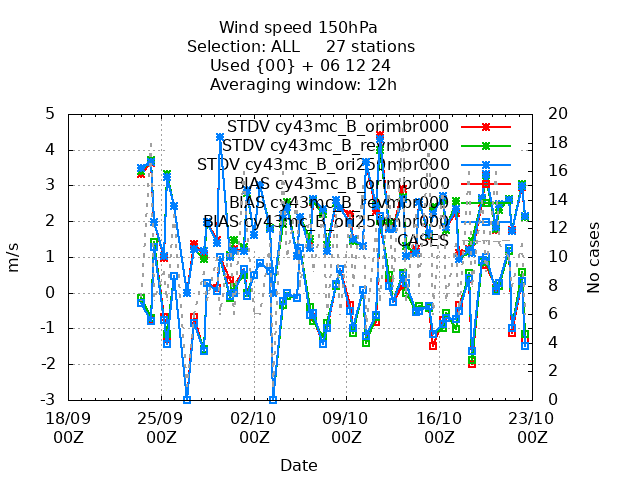 Wind speed 150hPa
Selection: ALL 27 stations
Used {00} + 06 12 24
Averaging window: 12h
5 20
STDV cy43mc_B_orimbr000
18
STDV cy43mc_B_revmbr000
4
STDV cy43mc_B_ori250mbr000
16
BIAS cy43mc_B_orimbr000
3
BIAS cy43mc_B_revmbr000
14
BIAS cy43mc_B_ori250mbr000
2 12
CASES
1 10
m/s
No cases
0 8
6
-1
4
-2
2
-3 0
18/09 25/09 02/10 09/10 16/10 23/10
00Z 00Z 00Z 00Z 00Z 00Z
Date